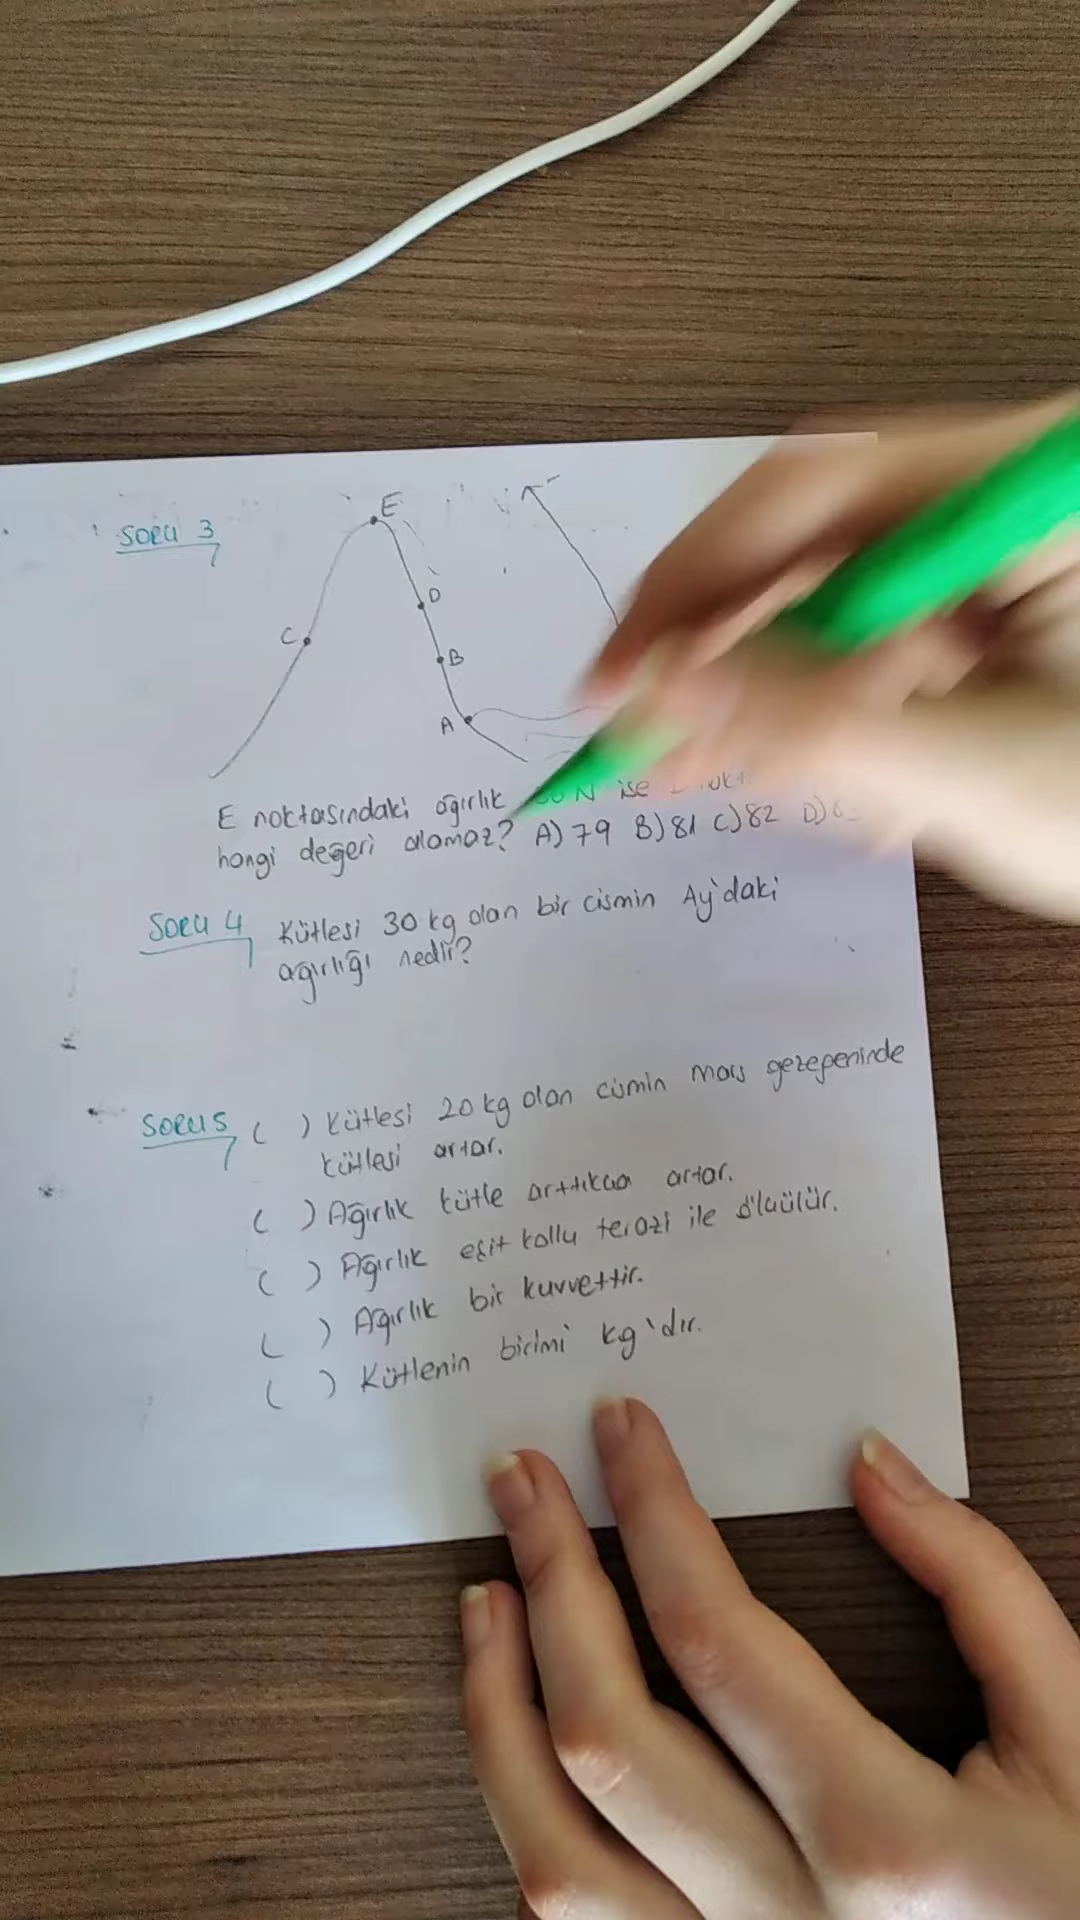 Soru 3
E
D
C
B
A
E noktasındaki ağırlık N ise
hangi değeri alamaz? A) 79 B) 81 C) 82 D)
Soru 4 Kütlesi 30 kg olan bir cismin Ay'daki
ağırlığı nedir?
Soru 5 ( ) Kütlesi 20 kg olan cismin mars gezegeninde
kütlesi artar.
( ) Ağırlık kütle arttıkça artar.
( ) Ağırlık eşit kollu terazi ile ölçülür.
( ) Ağırlık bir kuvvettir.
( ) Kütlenin birimi kg'dır.